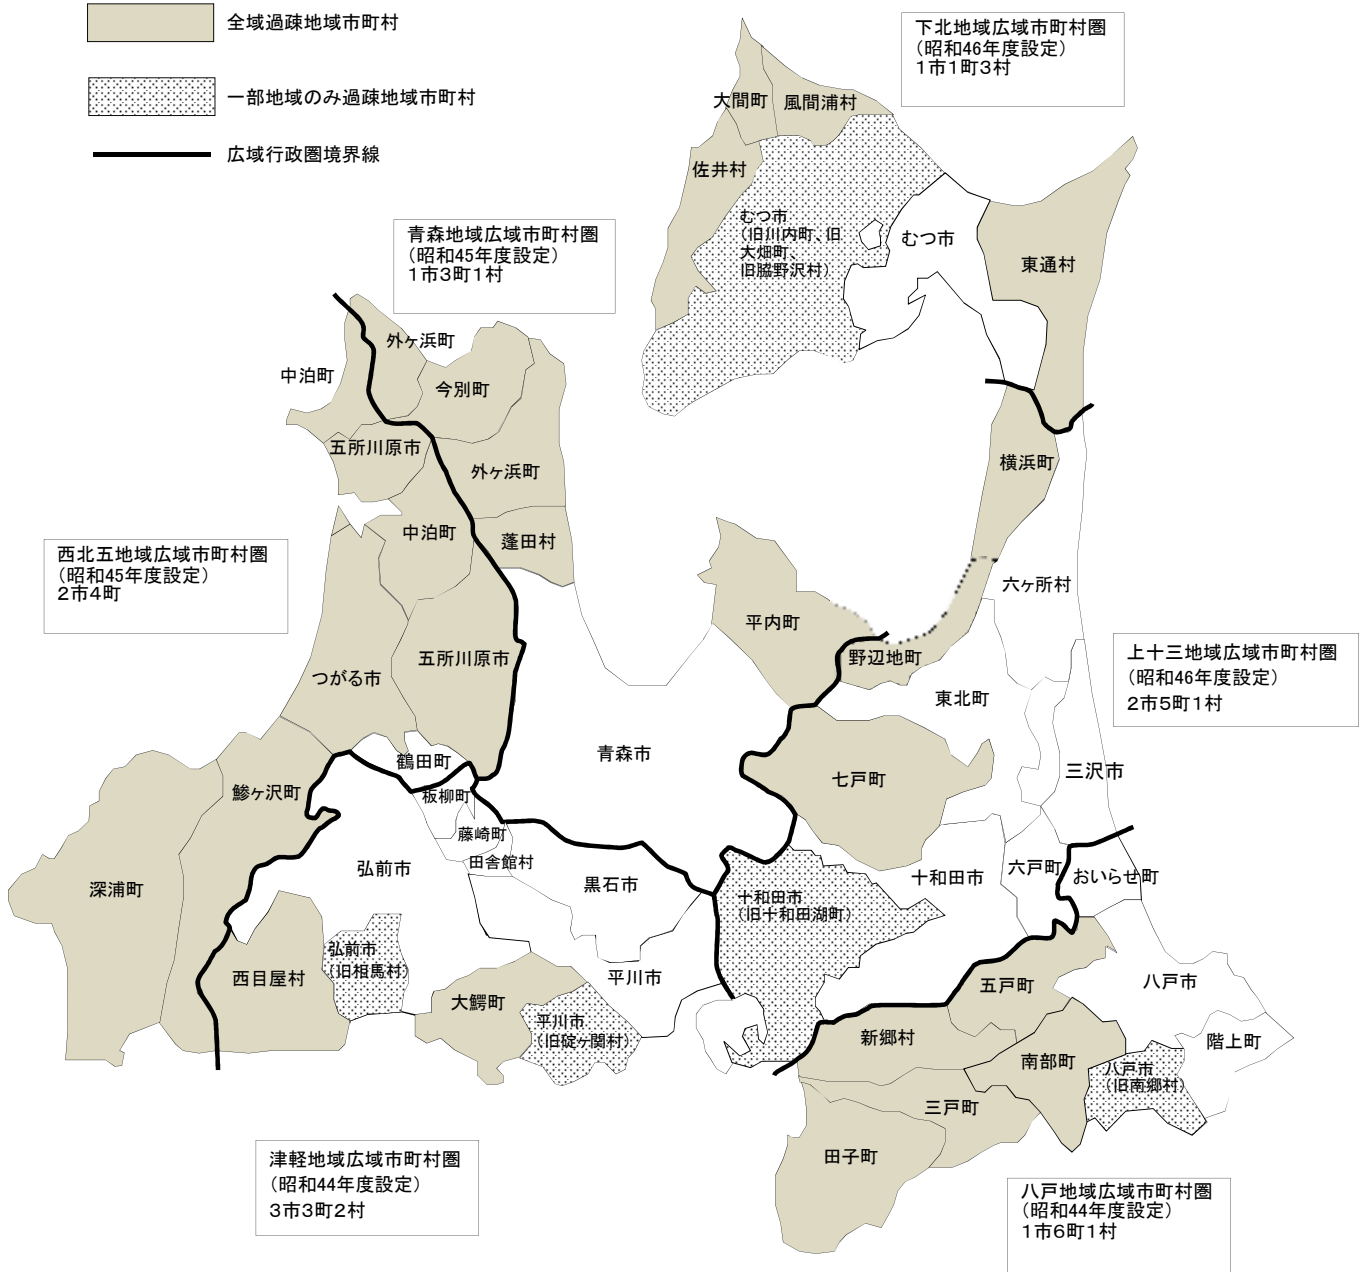 全域過疎地域市町村
一部地域のみ過疎地域市町村
広域行政圏境界線
下北地域広域市町村圏
(昭和46年度設定)
1市1町3村
大間町
風間浦村
佐井村
むつ市
(旧川内町、旧
大畑町、
旧脇野沢村)
むつ市
東通村
青森地域広域市町村圏
(昭和45年度設定)
1市3町1村
外ヶ浜町
中泊町
今別町
五所川原市
外ヶ浜町
横浜町
中泊町
蓬田村
西北五地域広域市町村圏
(昭和45年度設定)
2市4町
六ヶ所村
平内町
五所川原市
野辺地町
つがる市
東北町
上十三地域広域市町村圏
(昭和46年度設定)
2市5町1村
青森市
鶴田町
七戸町
三沢市
鰺ヶ沢町
板柳町
藤崎町
田舎館村
弘前市
深浦町
黒石市
十和田市
六戸町
おいらせ町
十和田市
(旧十和田湖町)
弘前市
(旧相馬村)
西目屋村
平川市
大鰐町
五戸町
八戸市
平川市
(旧碇ヶ関村)
新郷村
階上町
南部町
八戸市
(旧南郷村)
三戸町
田子町
津軽地域広域市町村圏
(昭和44年度設定)
3市3町2村
八戸地域広域市町村圏
(昭和44年度設定)
1市6町1村